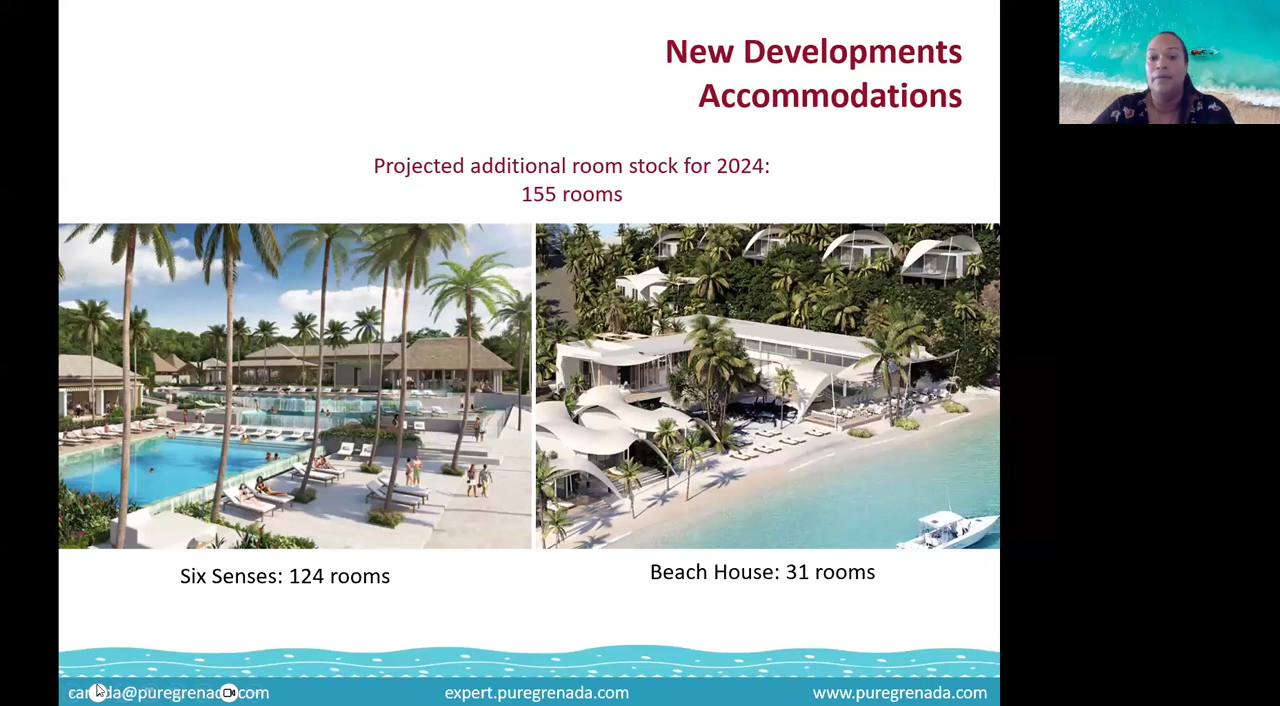 New Developments
Accommodations
Projected additional room stock for 2024:
155 rooms
Six Senses: 124 rooms
Beach House: 31 rooms
expert.puregrenada.com
www.puregrenada.com